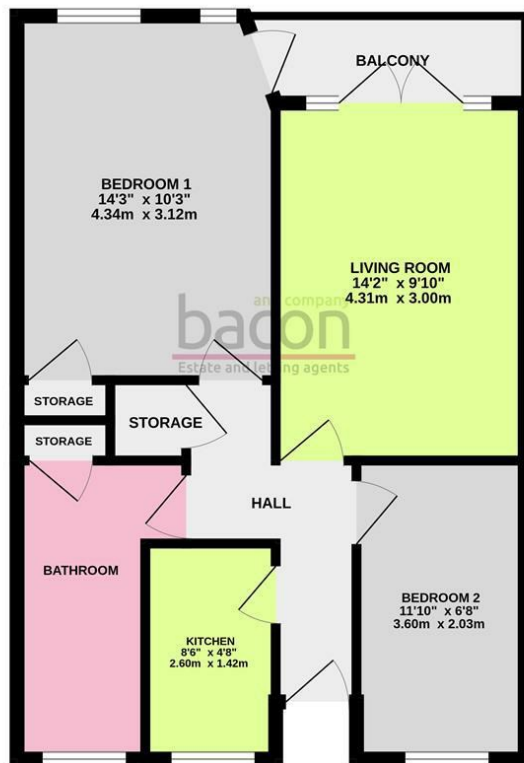 BALCONY
BEDROOM 1
14'3" x 10'3"
4.34m x 3.12m
LIVING ROOM
14'2" x 9'10"
4.31m x 3.00m
and company
bacon
Estate and letting agents
STORAGE
STORAGE
STORAGE
HALL
BATHROOM
BEDROOM 2
11'10" x 6'8"
3.60m x 2.03m
KITCHEN
8'6" x 4'8"
2.60m x 1.42m